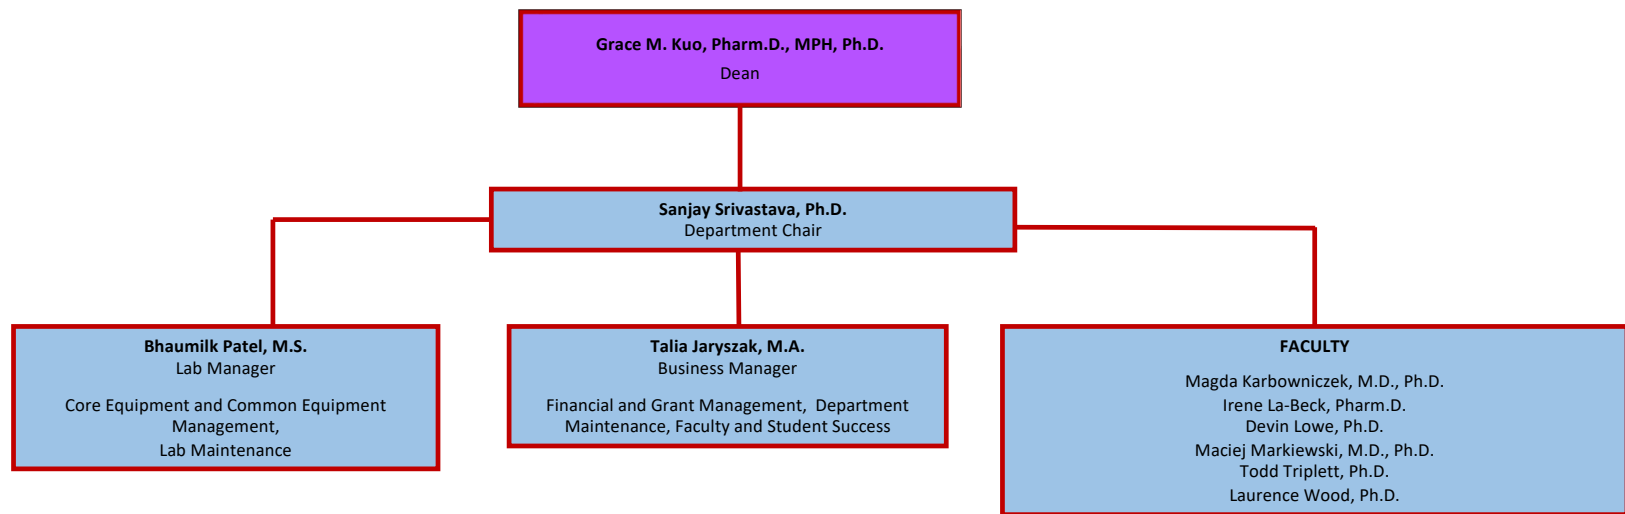 Grace M. Kuo, Pharm.D., MPH, Ph.D.
Dean
Sanjay Srivastava, Ph.D.
Department Chair
Bhaumilk Patel, M.S.
Lab Manager
Core Equipment and Common Equipment
Management,
Lab Maintenance
Talia Jaryszak, M.A.
Business Manager
Financial and Grant Management, Department
Maintenance, Faculty and Student Success
FACULTY
Magda Karbowniczek, M.D., Ph.D.
Irene La-Beck, Pharm.D.
Devin Lowe, Ph.D.
Maciej Markiewski, M.D., Ph.D.
Todd Triplett, Ph.D.
Laurence Wood, Ph.D.